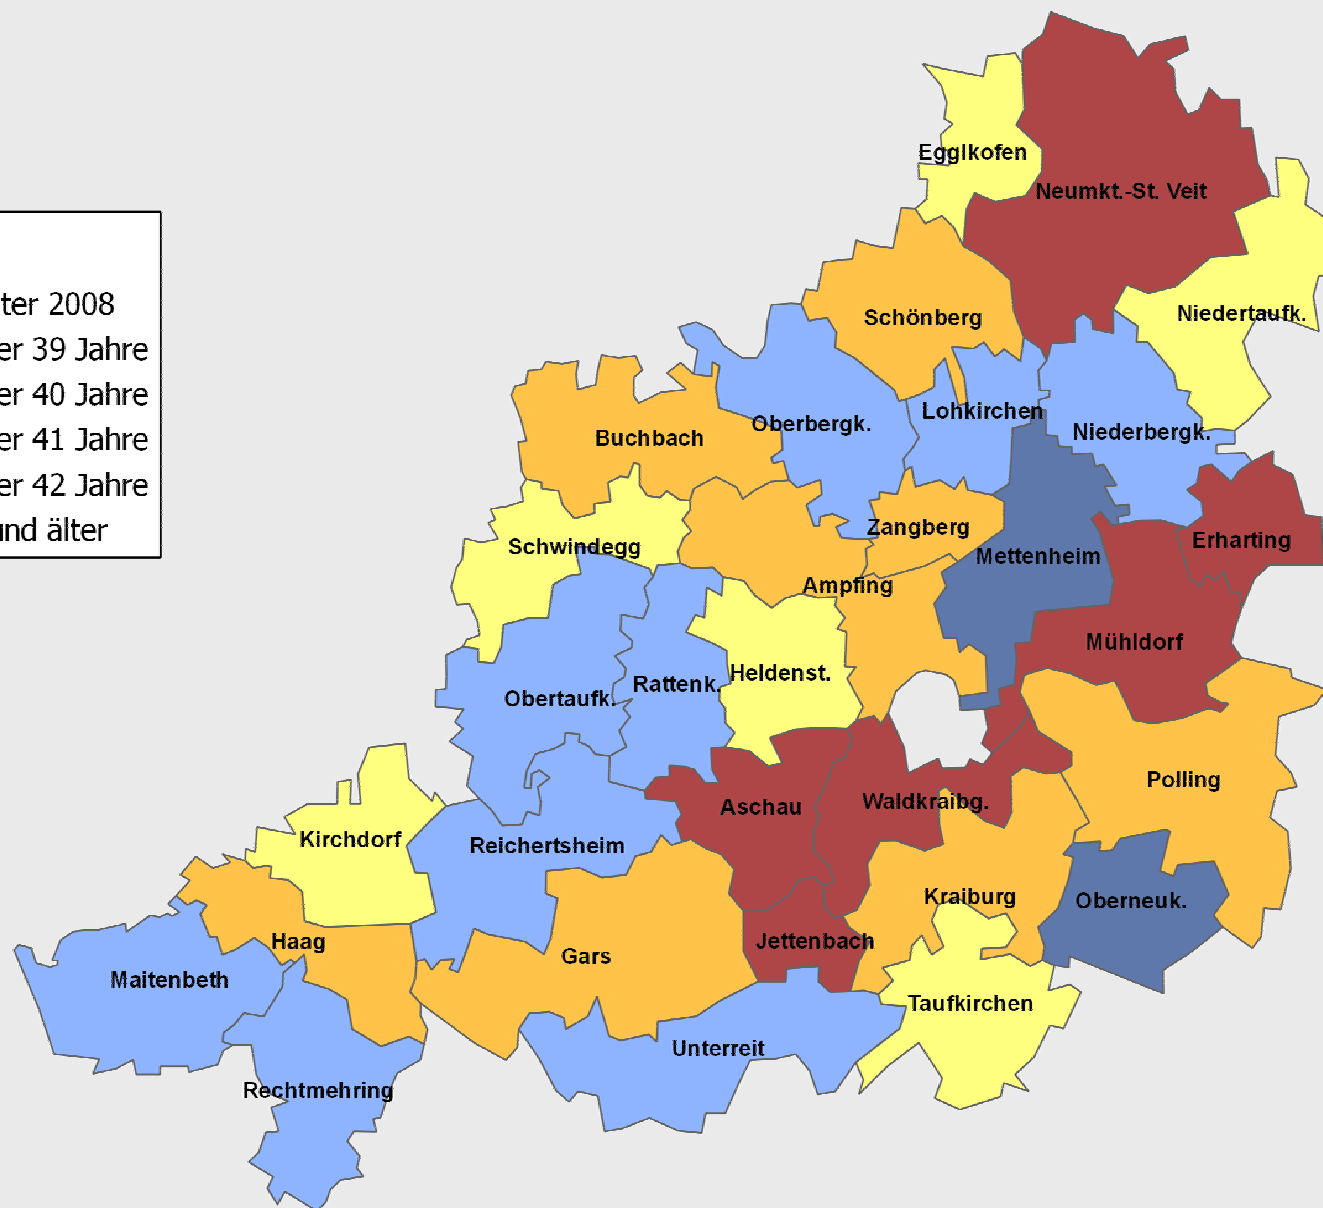 ter 2008
er 39 Jahre
er 40 Jahre
er 41 Jahre
er 42 Jahre
und älter
Egglkofen
Neumkt.-St. Veit
Niedertaufk.
Schönberg
Lohkirchen
Oberbergk.
Niederbergk.
Buchbach
Zangberg
Erharting
Schwindegg
Mettenheim
Ampfing
Mühldorf
Heldenst.
Rattenk.
Obertaufk.
Polling
Waldkraibg.
Aschau
Kirchdorf
Reichertsheim
Kraiburg
Oberneuk.
Haag
Jettenbach
Gars
Maitenbeth
Taufkirchen
Unterreit
Rechtmehring